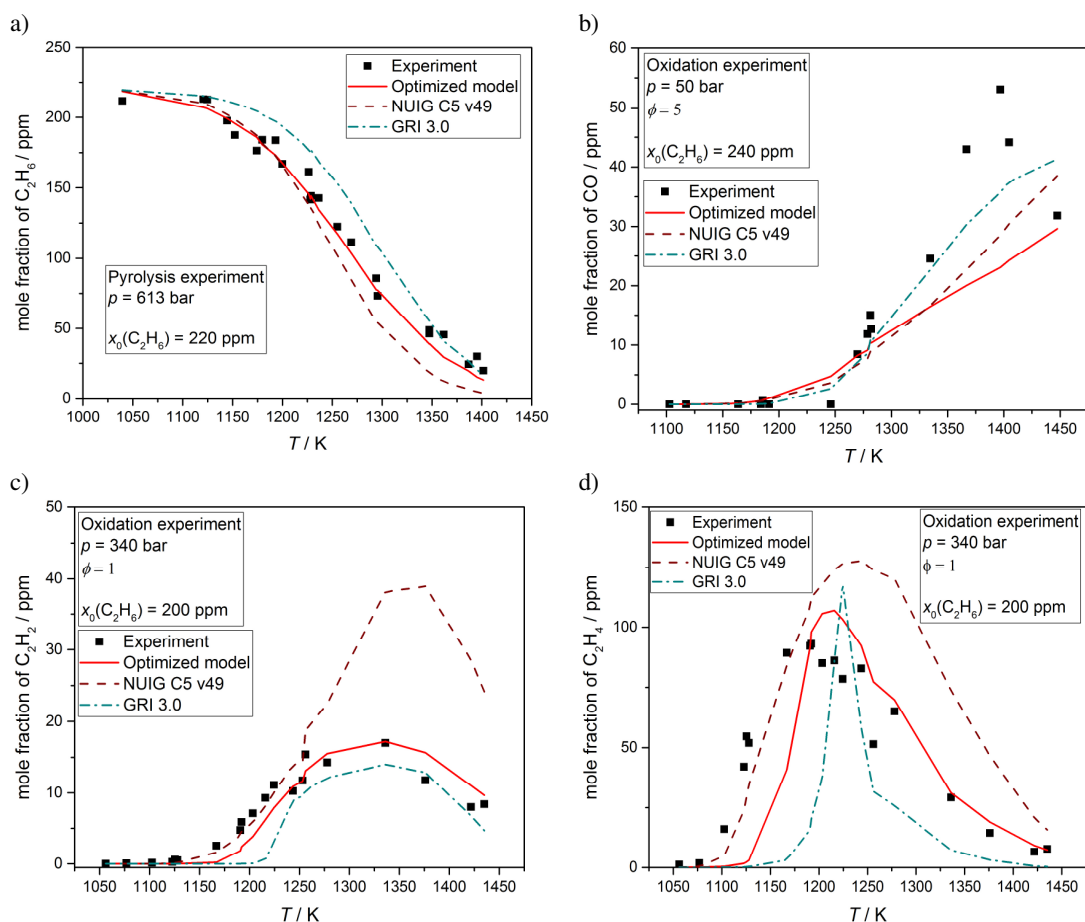 a)
250
200
150
100
50
0
mole fraction of C₂H₆ / ppm
Experiment
Optimized model
NUIG C5 v49
GRI 3.0
Pyrolysis experiment
p = 613 bar
x₀(C₂H₆) = 220 ppm
1000 1050 1100 1150 1200 1250 1300 1350 1400 1450
T / K
b)
60
50
40
30
20
10
0
mole fraction of CO / ppm
Oxidation experiment
p = 50 bar
ϕ – 5
x₀(C₂H₆) = 240 ppm
Experiment
Optimized model
NUIG C5 v49
GRI 3.0
1100 1150 1200 1250 1300 1350 1400 1450
T / K
c)
50
40
30
20
10
0
mole fraction of C₂H₂ / ppm
Oxidation experiment
p = 340 bar
ϕ – 1
x₀(C₂H₆) = 200 ppm
Experiment
Optimized model
NUIG C5 v49
GRI 3.0
1050 1100 1150 1200 1250 1300 1350 1400 1450
T / K
d)
150
100
50
0
mole fraction of C₂H₄ / ppm
Experiment
Optimized model
NUIG C5 v49
GRI 3.0
Oxidation experiment
p = 340 bar
ϕ – 1
x₀(C₂H₆) = 200 ppm
1050 1100 1150 1200 1250 1300 1350 1400 1450
T / K